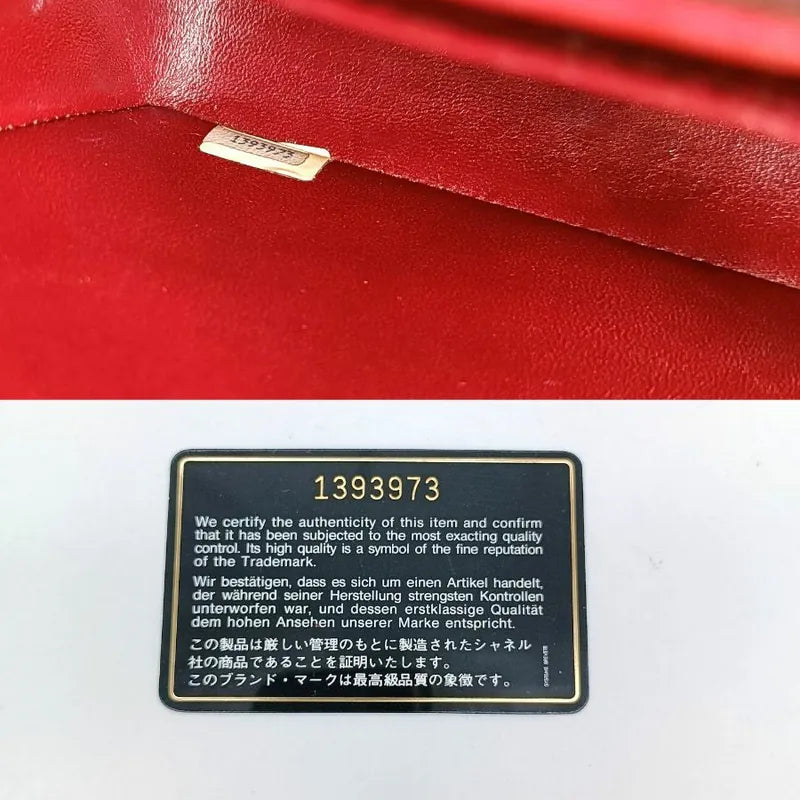 1393973
1393973
We certify the authenticity of this item and confirm
that it has been subjected to the most exacting quality
control. Its high quality is a symbol of the fine reputation
of the Trademark.
Wir bestätigen, dass es sich um einen Artikel handelt,
der während seiner Herstellung strengsten Kontrollen
unterworfen war, und dessen erstklassige Qualität
dem hohen Ansehen unserer Marke entspricht.
この製品は厳しい管理のもとに製造されたシャネル
社の商品であることを証明いたします。
このブランド・マークは最高級品質の象徴です。